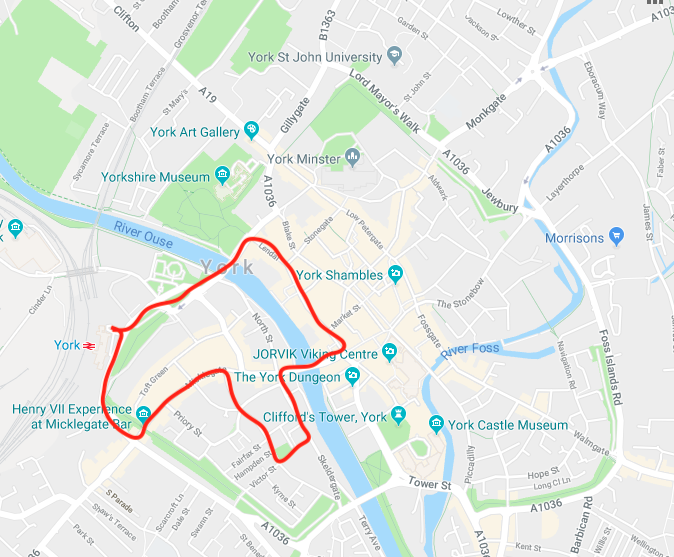 Clifton
Bootham
Grosvenor Ter
Bootham Terrace
B1363
Garden St
Lowther St
Jackson St
A1036
York St John University
St John St
Lord Mayor's Walk
Gillygate
A19
St Mary's
Sycamore Terrace
York Art Gallery
Monkgate
Eboracum Way
A1036
Yorkshire Museum
York Minster
A1036
Aldwark
Jewbury
Layerthorpe
Faber St
James St
A1036
River Ouse
Blake St
Stonegate
Low Petergate
Lendal
York
Morrisons
York Shambles
Cinder Ln
The Stonebow
Market St
Fossgate
North St
York
JORVIK Viking Centre
River Foss
Navigation Rd
Foss Islands Rd
Toft Green
The York Dungeon
Henry VII Experience
at Micklegate Bar
Priory St
Clifford's Tower, York
York Castle Museum
Walmgate
Fairfax St
Hampden St
Victor St
Kyme St
Skeldergate
Piccadilly
Hope St
Long Cl Ln
Tower St
S Parade
Scarcroft Ln
Dale St
Swann St
Shaw's Terrace
Park St
A1036
Terry Ave
A1036
Barbican Rd
Kent St
Willis St
Wellington